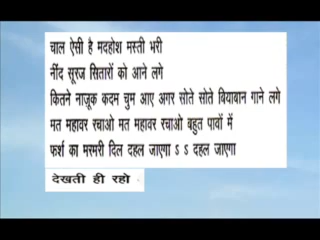 चाल ऐसी है मदहोश मस्ती भरी
नींद सूरज सितारों को आने लगे
कितने नाज़ूक कदम चुम आए अगर सोते सोते बियाबान गाने लगे
मत महावर रचाओ मत महावर रचाओ बहुत पावों में
फर्श का मरमरी दिल दहल जाएगा ऽ ऽ दहल जाएगा
देखती ही रहो .